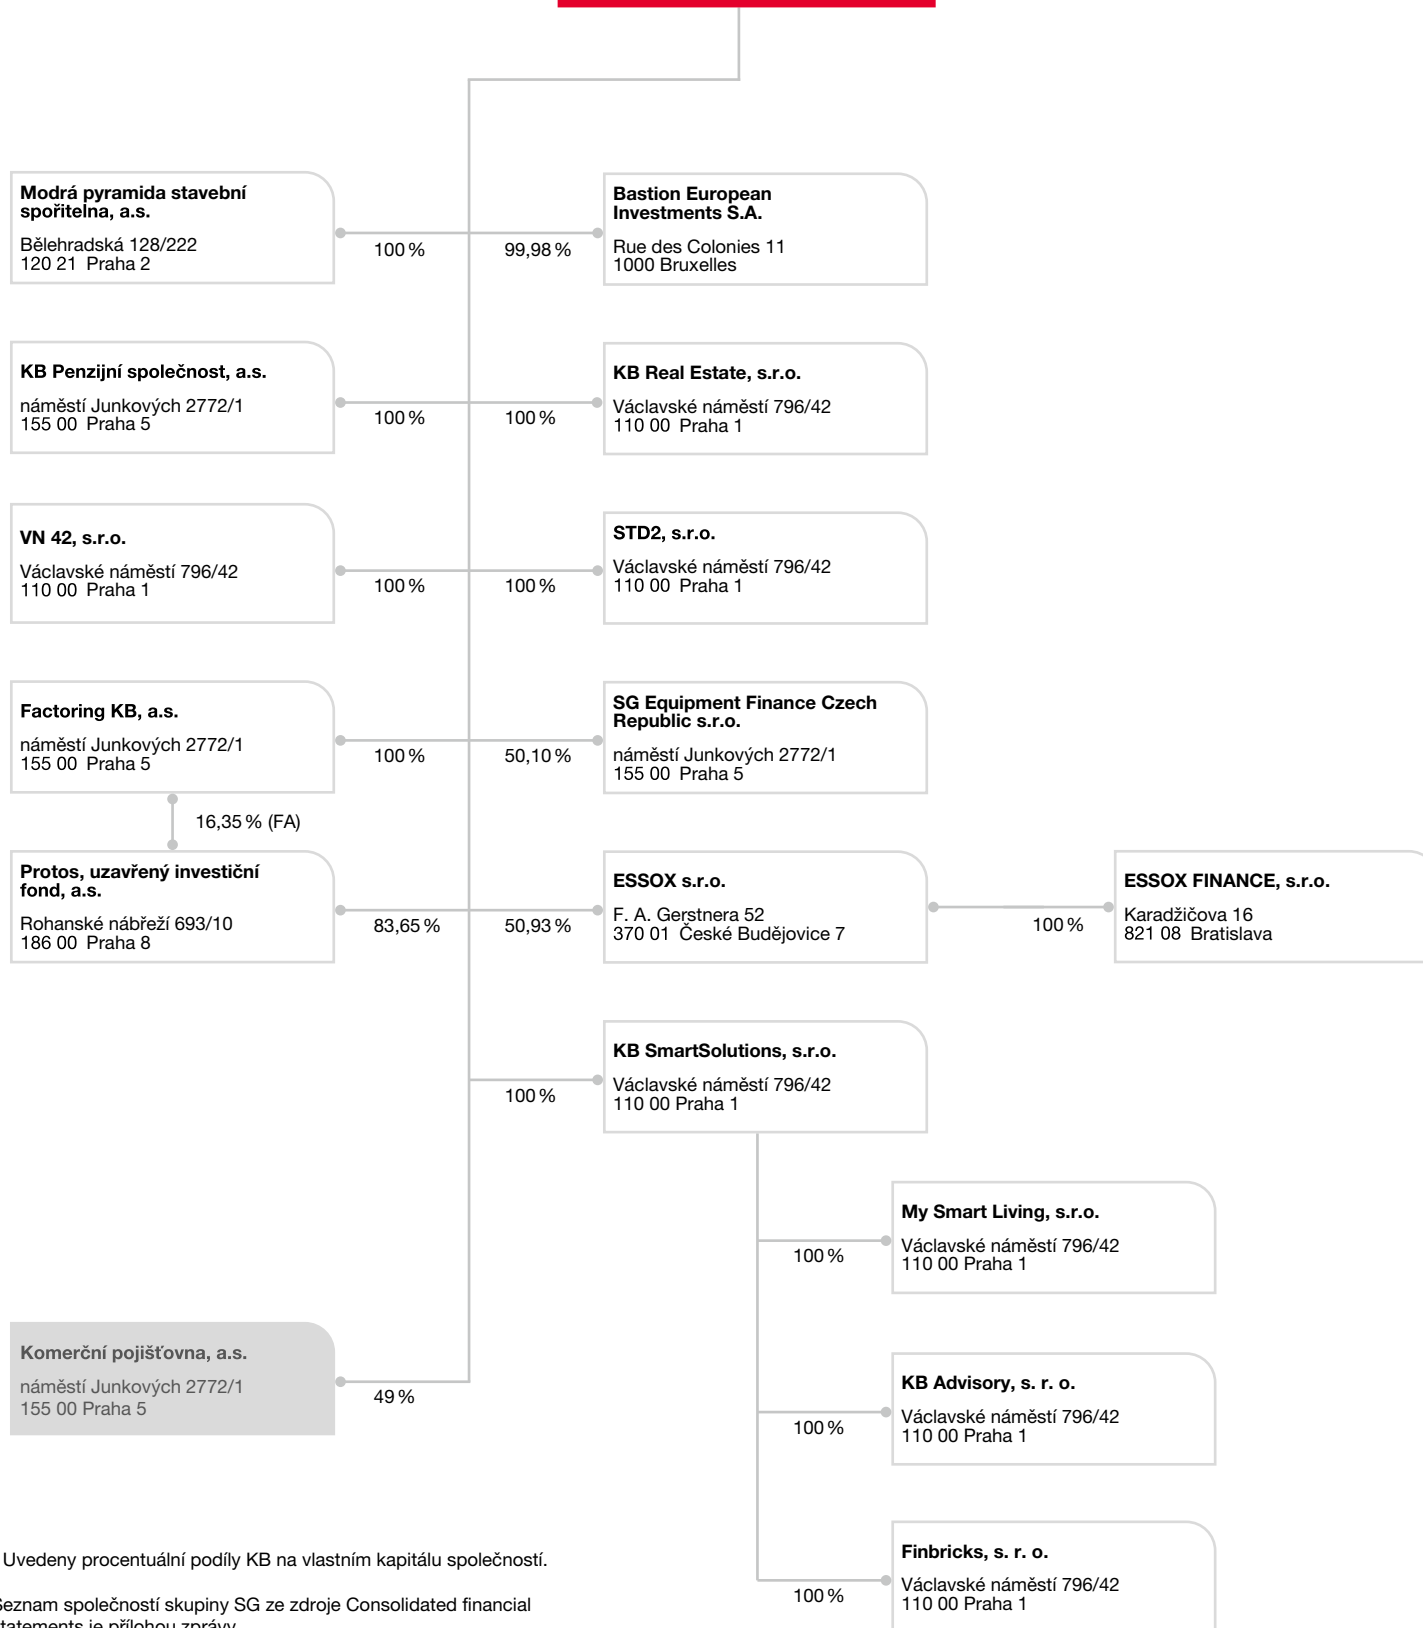 Modrá pyramida stavební
spořitelna, a.s.
Bělehradská 128/222
120 21 Praha 2
100 %
99,98 %
Bastion European
Investments S.A.
Rue des Colonies 11
1000 Bruxelles
KB Penzijní společnost, a.s.
náměstí Junkových 2772/1
155 00 Praha 5
100 %
100 %
KB Real Estate, s.r.o.
Václavské náměstí 796/42
110 00 Praha 1
VN 42, s.r.o.
Václavské náměstí 796/42
110 00 Praha 1
100 %
100 %
STD2, s.r.o.
Václavské náměstí 796/42
110 00 Praha 1
Factoring KB, a.s.
náměstí Junkových 2772/1
155 00 Praha 5
100 %
50,10 %
SG Equipment Finance Czech
Republic s.r.o.
náměstí Junkových 2772/1
155 00 Praha 5
16,35 % (FA)
Protos, uzavřený investiční
fond, a.s.
Rohanské nábřeží 693/10
186 00 Praha 8
83,65 %
50,93 %
ESSOX s.r.o.
F. A. Gerstnera 52
370 01 České Budějovice 7
100 %
ESSOX FINANCE, s.r.o.
Karadžičova 16
821 08 Bratislava
100 %
KB SmartSolutions, s.r.o.
Václavské náměstí 796/42
110 00 Praha 1
100 %
My Smart Living, s.r.o.
Václavské náměstí 796/42
110 00 Praha 1
Komerční pojišťovna, a.s.
náměstí Junkových 2772/1
155 00 Praha 5
49 %
100 %
KB Advisory, s. r. o.
Václavské náměstí 796/42
110 00 Praha 1
100 %
Finbricks, s. r. o.
Václavské náměstí 796/42
110 00 Praha 1
Uvedeny procentuální podíly KB na vlastním kapitálu společností.
Seznam společností skupiny SG ze zdroje Consolidated financial
statements je přílohou zprávy